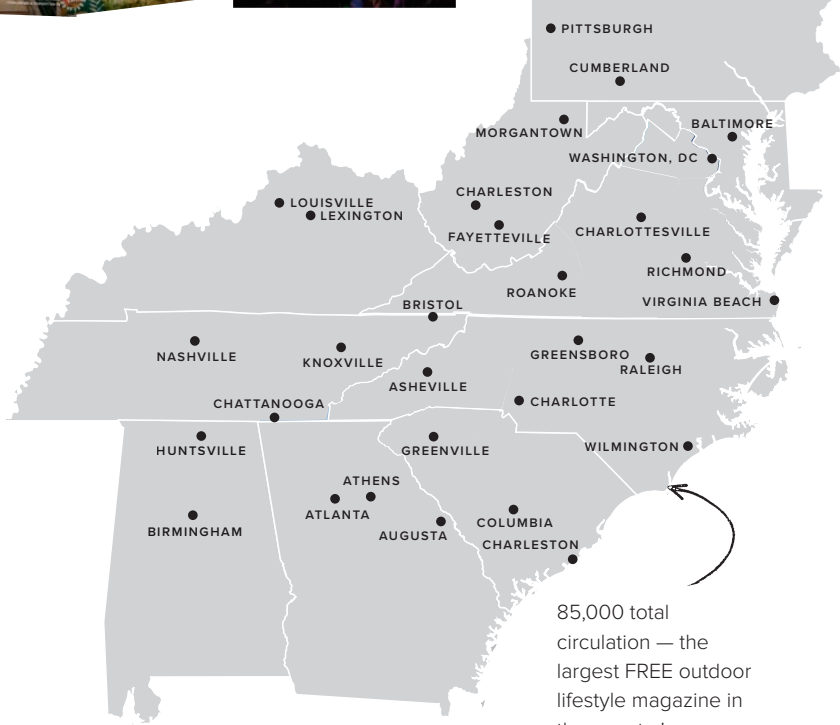 PITTSBURGH
CUMBERLAND
MORGANTOWN
BALTIMORE
WASHINGTON, DC
CHARLESTON
LOUISVILLE
LEXINGTON
FAYETTEVILLE
CHARLOTTESVILLE
RICHMOND
ROANOKE
VIRGINIA BEACH
BRISTOL
NASHVILLE
KNOXVILLE
GREENSBORO
RALEIGH
ASHEVILLE
CHATTANOOGA
CHARLOTTE
HUNTSVILLE
GREENVILLE
WILMINGTON
ATHENS
ATLANTA
AUGUSTA
COLUMBIA
BIRMINGHAM
CHARLESTON
85,000 total
circulation — the
largest FREE outdoor
lifestyle magazine in